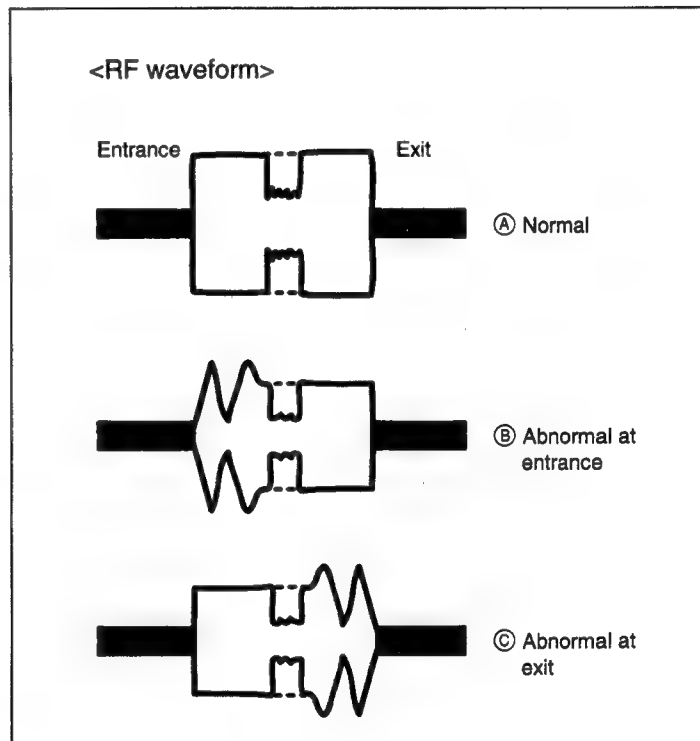 <RF waveform>
Entrance Exit
Ⓐ Normal
Ⓑ Abnormal at
entrance
Ⓒ Abnormal at
exit